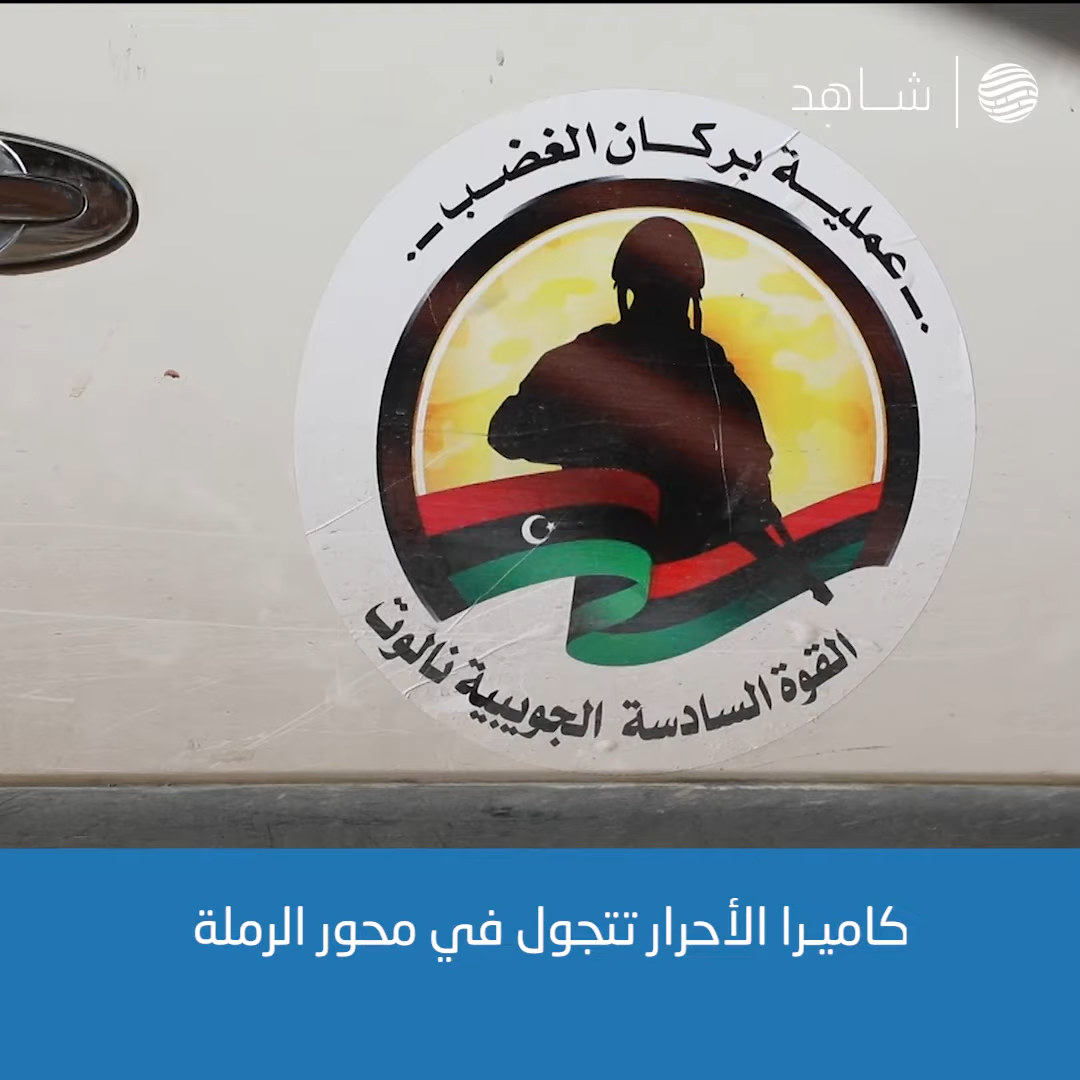 شاهد
عملية بركان الغضب
القوة السادسة الجويبية نالوت
كاميرا الأحرار تتجول في محور الرملة